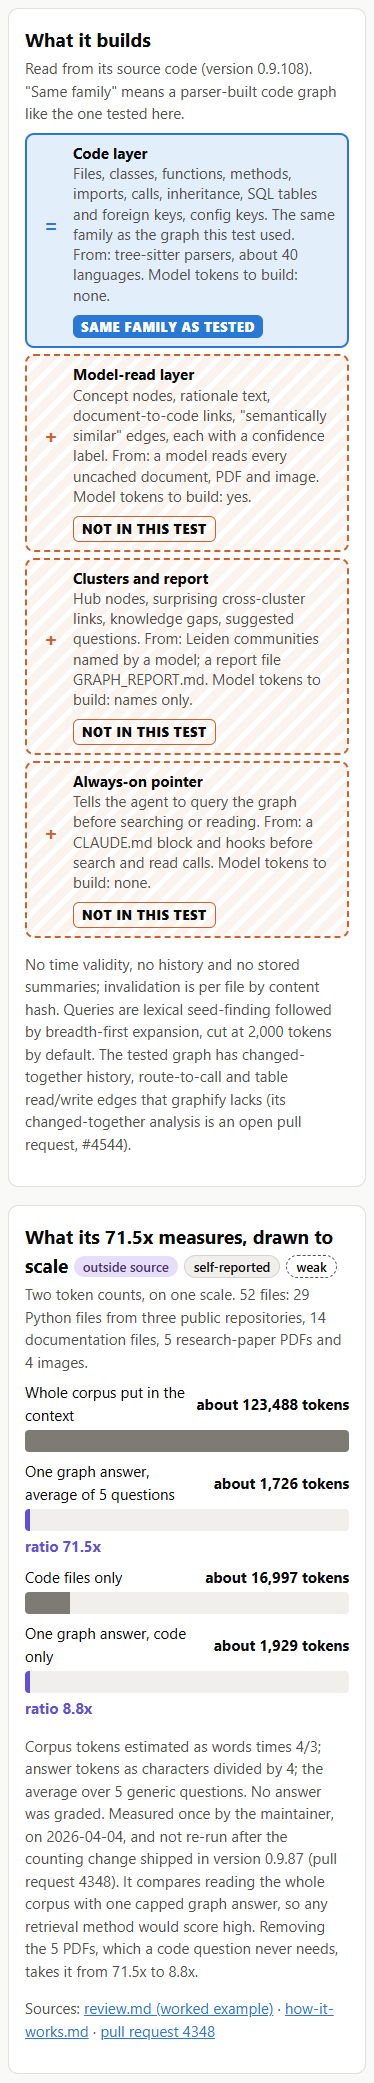 What it builds
Read from its source code (version 0.9.108).
"Same family" means a parser-built code graph
like the one tested here.
Code layer
Files, classes, functions, methods,
imports, calls, inheritance, SQL tables
and foreign keys, config keys. The same
= family as the graph this test used.
From: tree-sitter parsers, about 40
languages. Model tokens to build:
none.
SAME FAMILY AS TESTED
Model-read layer
Concept nodes, rationale text,
document-to-code links, "semantically
+ similar" edges, each with a confidence
label. From: a model reads every
uncached document, PDF and image.
Model tokens to build: yes.
NOT IN THIS TEST
Clusters and report
Hub nodes, surprising cross-cluster
links, knowledge gaps, suggested
+ questions. From: Leiden communities
named by a model; a report file
GRAPH_REPORT.md. Model tokens to
build: names only.
NOT IN THIS TEST
Always-on pointer
Tells the agent to query the graph
before searching or reading. From: a
+ CLAUDE.md block and hooks before
search and read calls. Model tokens to
build: none.
NOT IN THIS TEST
No time validity, no history and no stored
summaries; invalidation is per file by content
hash. Queries are lexical seed-finding followed
by breadth-first expansion, cut at 2,000 tokens
by default. The tested graph has changed-
together history, route-to-call and table
read/write edges that graphify lacks (its
changed-together analysis is an open pull
request, #4544).
What its 71.5x measures, drawn to
scale outside source self-reported weak
Two token counts, on one scale. 52 files: 29
Python files from three public repositories, 14
documentation files, 5 research-paper PDFs and
4 images.
Whole corpus put in the
context
about 123,488 tokens
One graph answer,
average of 5 questions
about 1,726 tokens
ratio 71.5x
Code files only about 16,997 tokens
One graph answer, code
only
about 1,929 tokens
ratio 8.8x
Corpus tokens estimated as words times 4/3;
answer tokens as characters divided by 4; the
average over 5 generic questions. No answer
was graded. Measured once by the maintainer,
on 2026-04-04, and not re-run after the
counting change shipped in version 0.9.87 (pull
request 4348). It compares reading the whole
corpus with one capped graph answer, so any
retrieval method would score high. Removing
the 5 PDFs, which a code question never needs,
takes it from 71.5x to 8.8x.
Sources: review.md (worked example) · how-it-
works.md · pull request 4348